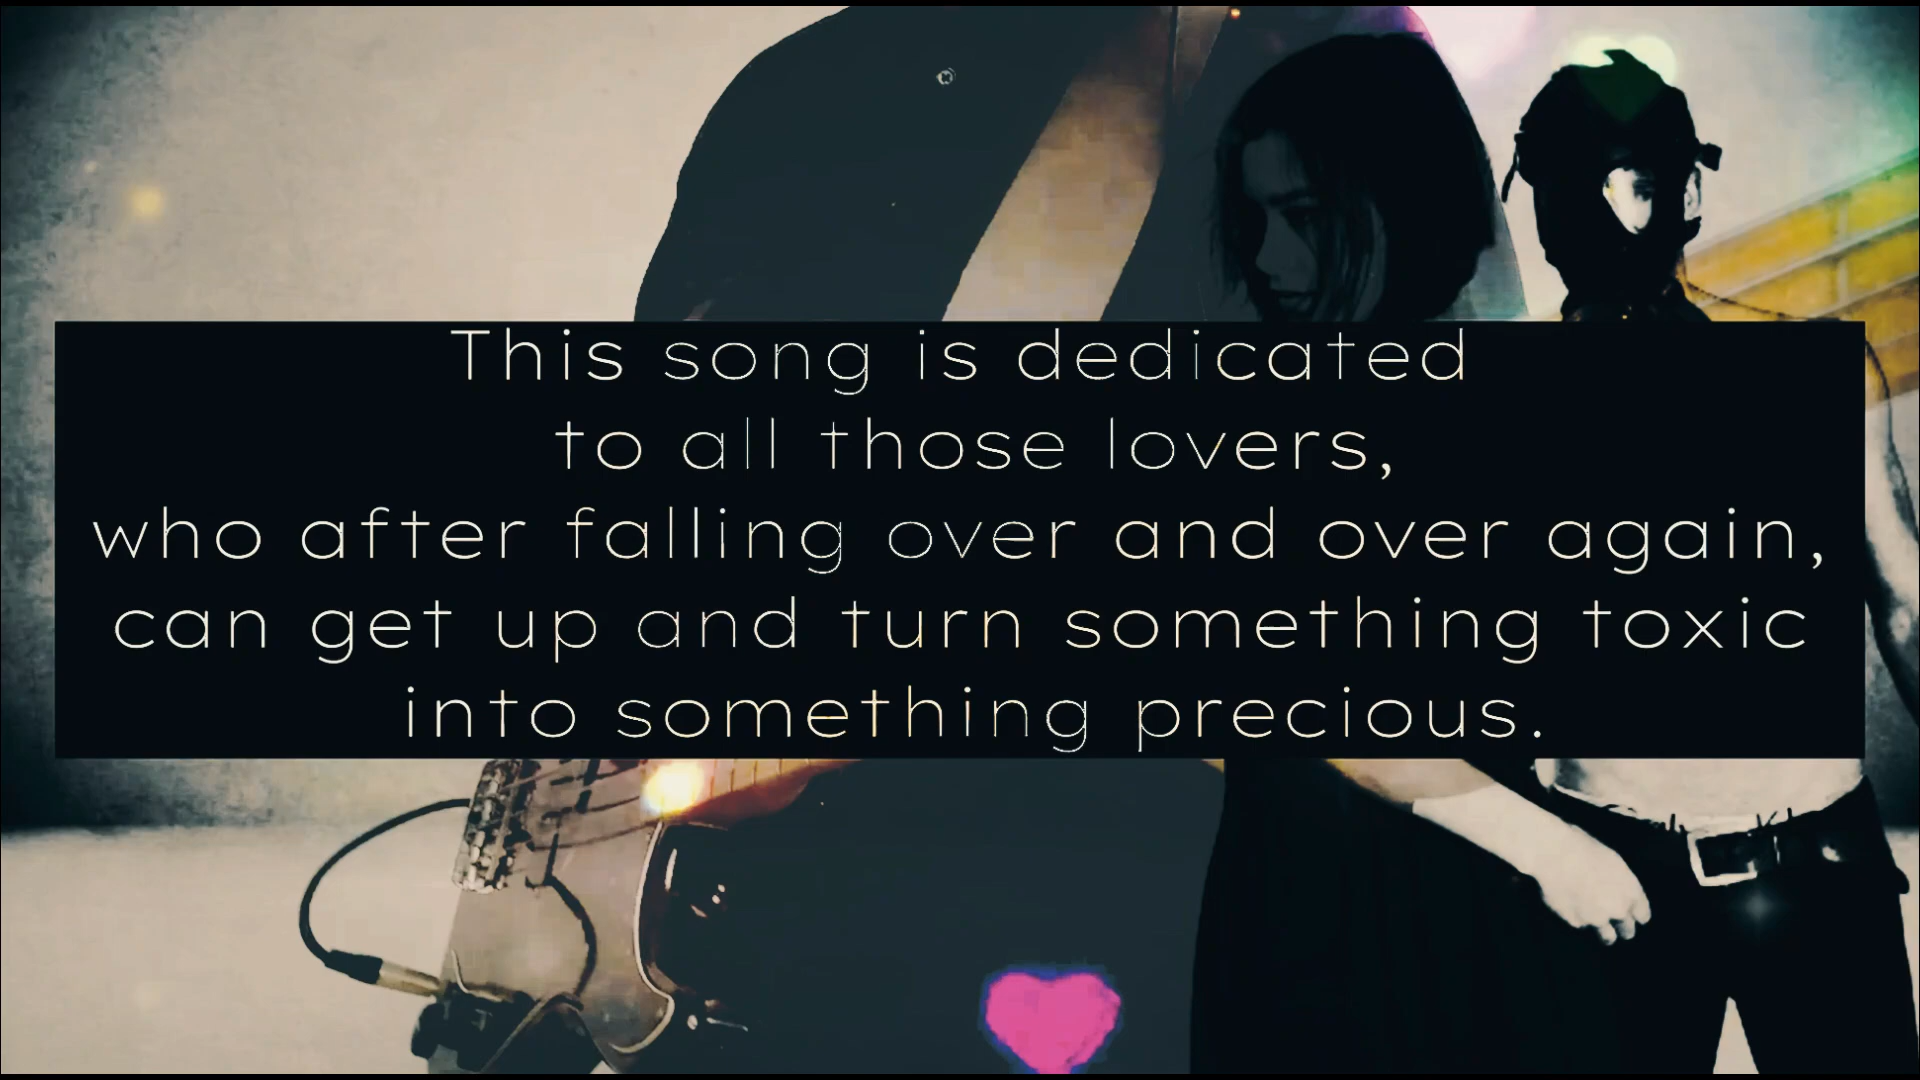 This song is dedicated
to all those lovers,
who after falling over and over again,
can get up and turn something toxic
into something precious.